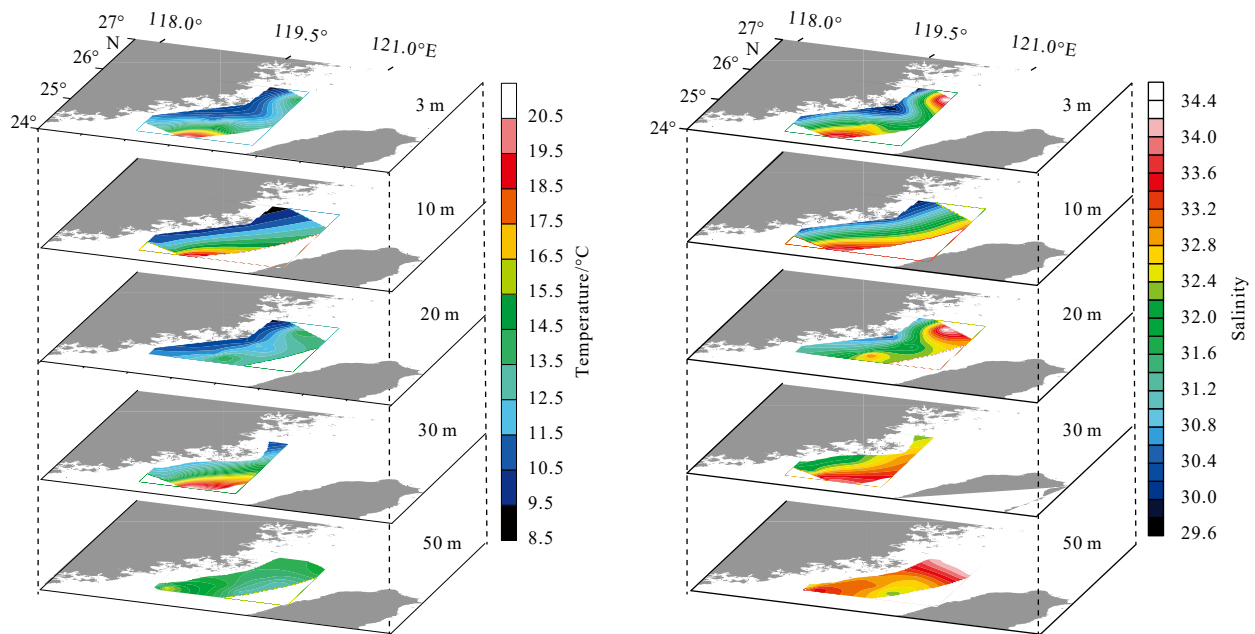 118.0°
119.5°
121.0°E
27°
N
26°
25°
24°
3 m
10 m
20 m
30 m
50 m
20.5
19.5
18.5
17.5
16.5
15.5
14.5
13.5
12.5
11.5
10.5
9.5
8.5
Temperature/°C
118.0°
119.5°
121.0°E
27°
N
26°
25°
24°
3 m
10 m
20 m
30 m
50 m
34.4
34.0
33.6
33.2
32.8
32.4
32.0
31.6
31.2
30.8
30.4
30.0
29.6
Salinity